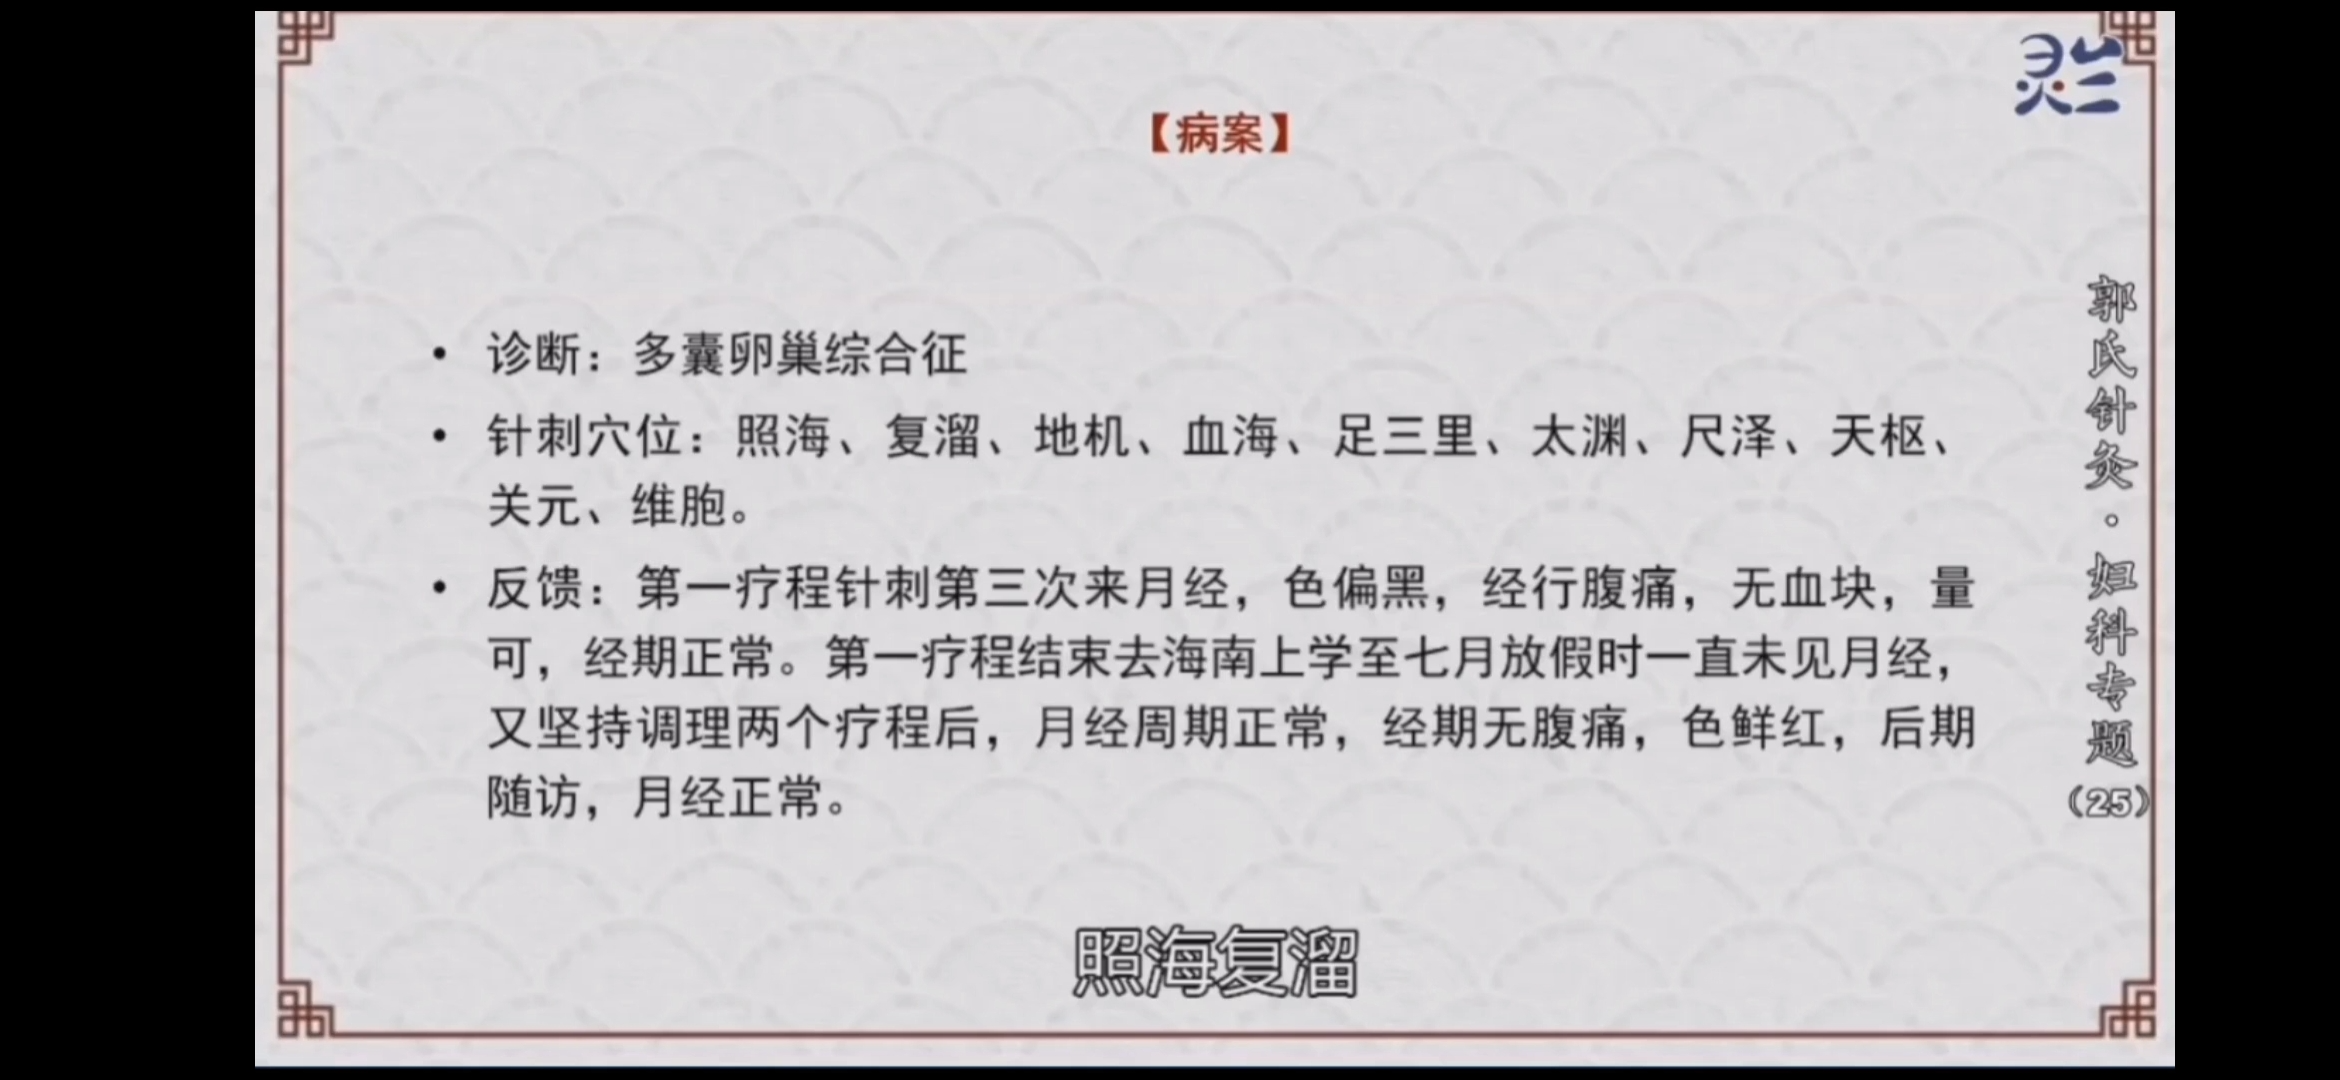 灵兰
【病案】
• 诊断：多囊卵巢综合征
• 针刺穴位：照海、复溜、地机、血海、足三里、太渊、尺泽、天枢、
关元、维胞。
• 反馈：第一疗程针刺第三次来月经，色偏黑，经行腹痛，无血块，量
可，经期正常。第一疗程结束去海南上学至七月放假时一直未见月经，
又坚持调理两个疗程后，月经周期正常，经期无腹痛，色鲜红，后期
随访，月经正常。
郭氏针灸·妇科专题（25）
照海复溜